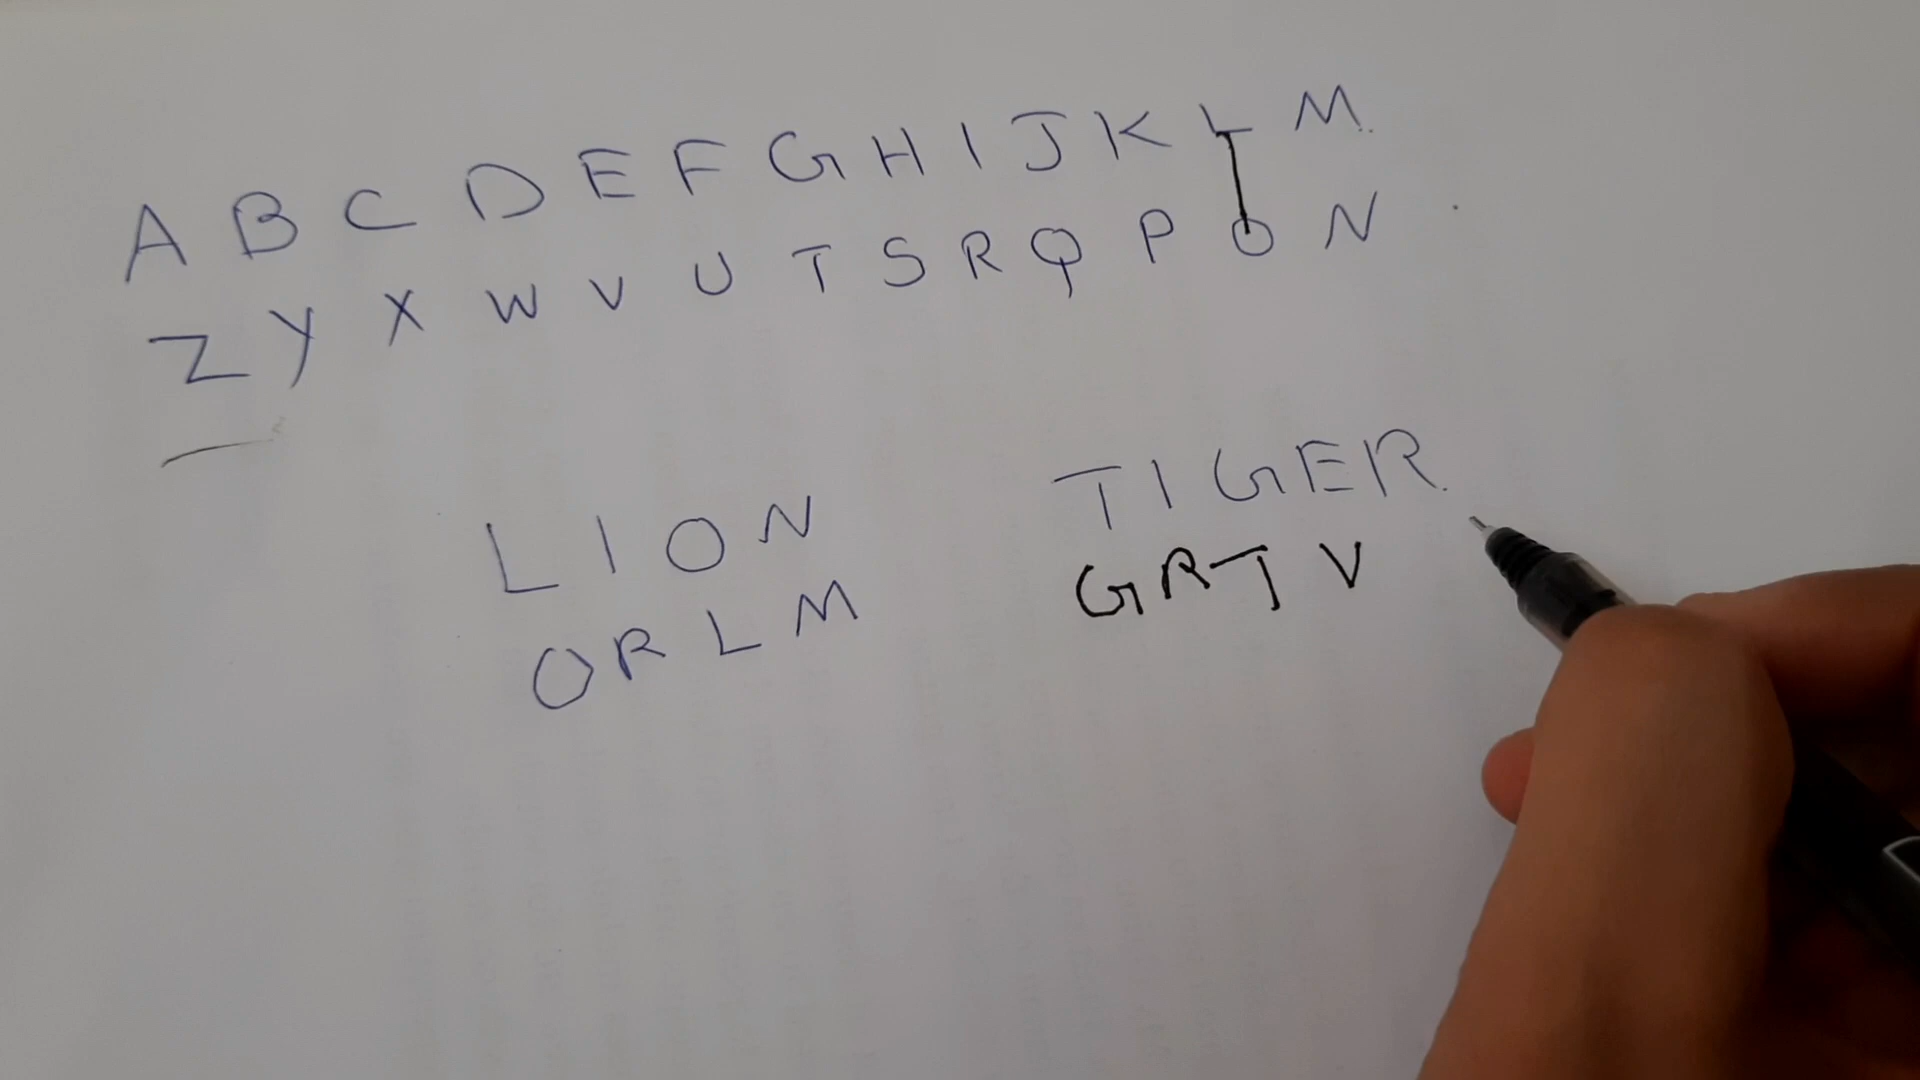 A B C D E F G H I J K L M.
Z Y X W V U T S R Q P O N
LION
ORLM
TIGER.
GRTV